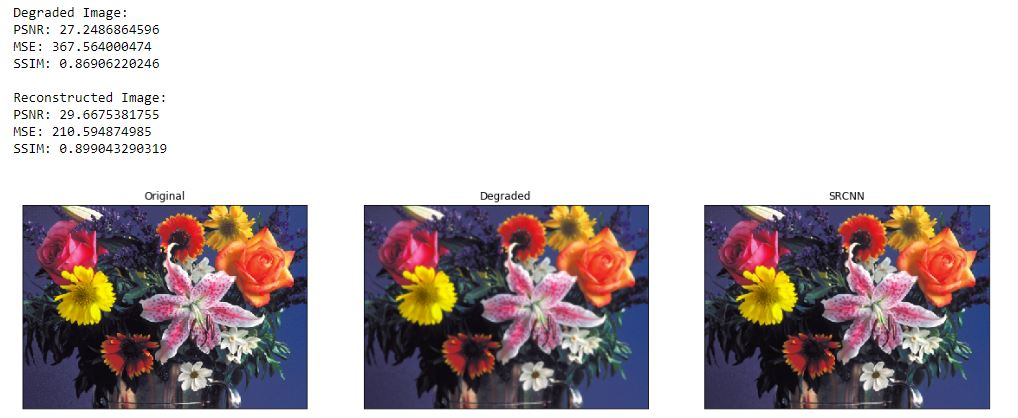 Degraded Image:
PSNR: 27.2486864596
MSE: 367.564000474
SSIM: 0.86906220246
Reconstructed Image:
PSNR: 29.6675381755
MSE: 210.594874985
SSIM: 0.899043290319
Original
Degraded
SRCNN